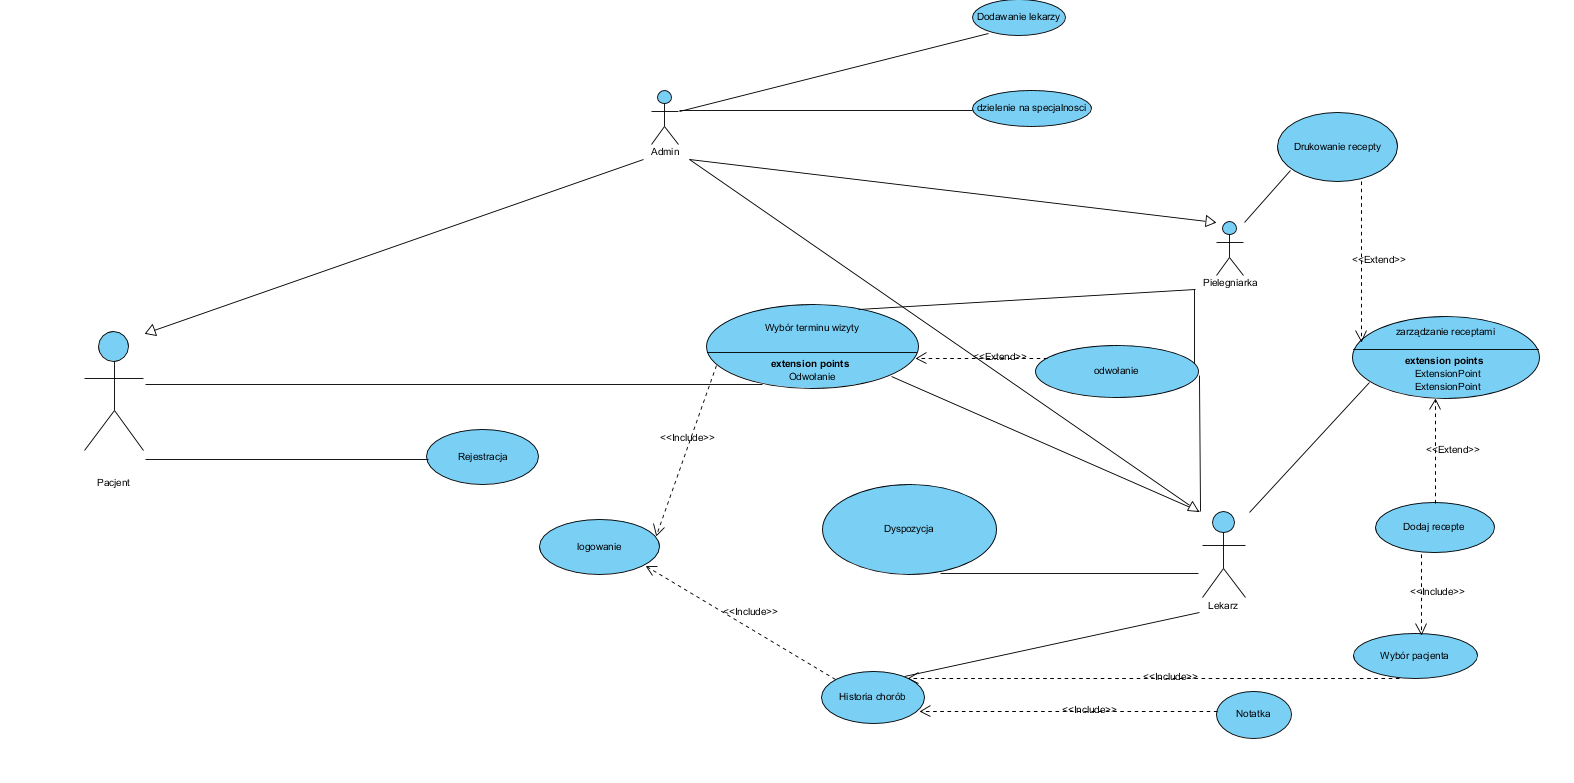 Dodawanie lekarzy
dzielenie na specjalnosci
Admin
Drukowanie recepty
<<Extend>>
Pielegniarka
Wybór terminu wizyty
extension points
Odwołanie
<<Extend>>
odwołanie
zarządzanie receptami
extension points
ExtensionPoint
ExtensionPoint
<<Include>>
<<Extend>>
Rejestracja
Pacjent
Dyspozycja
Dodaj recepte
logowanie
<<Include>>
Lekarz
<<Include>>
Wybór pacjenta
<<Include>>
Historia chorób
<<Include>>
Notatka